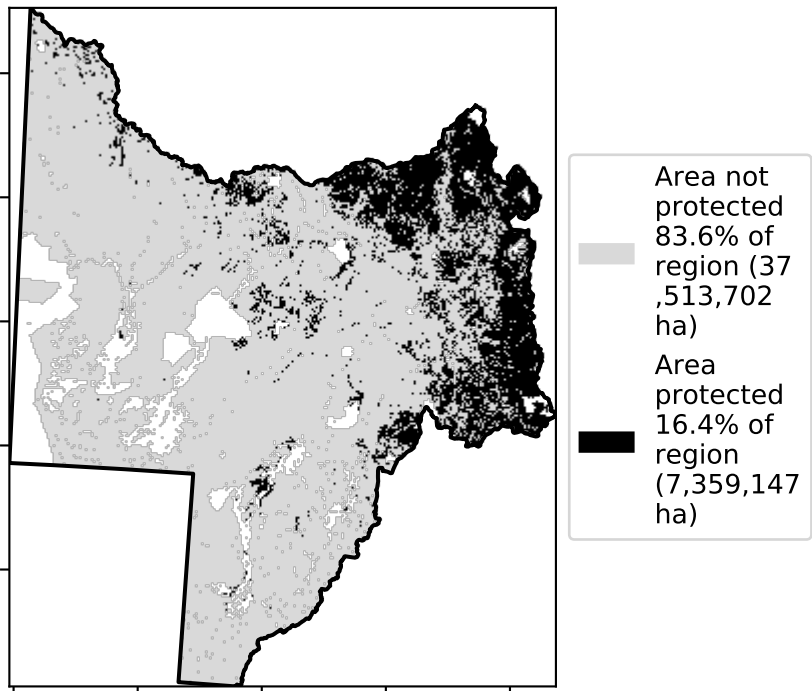 Area not
protected
83.6% of
region (37
,513,702
ha)
Area
protected
16.4% of
region
(7,359,147
ha)